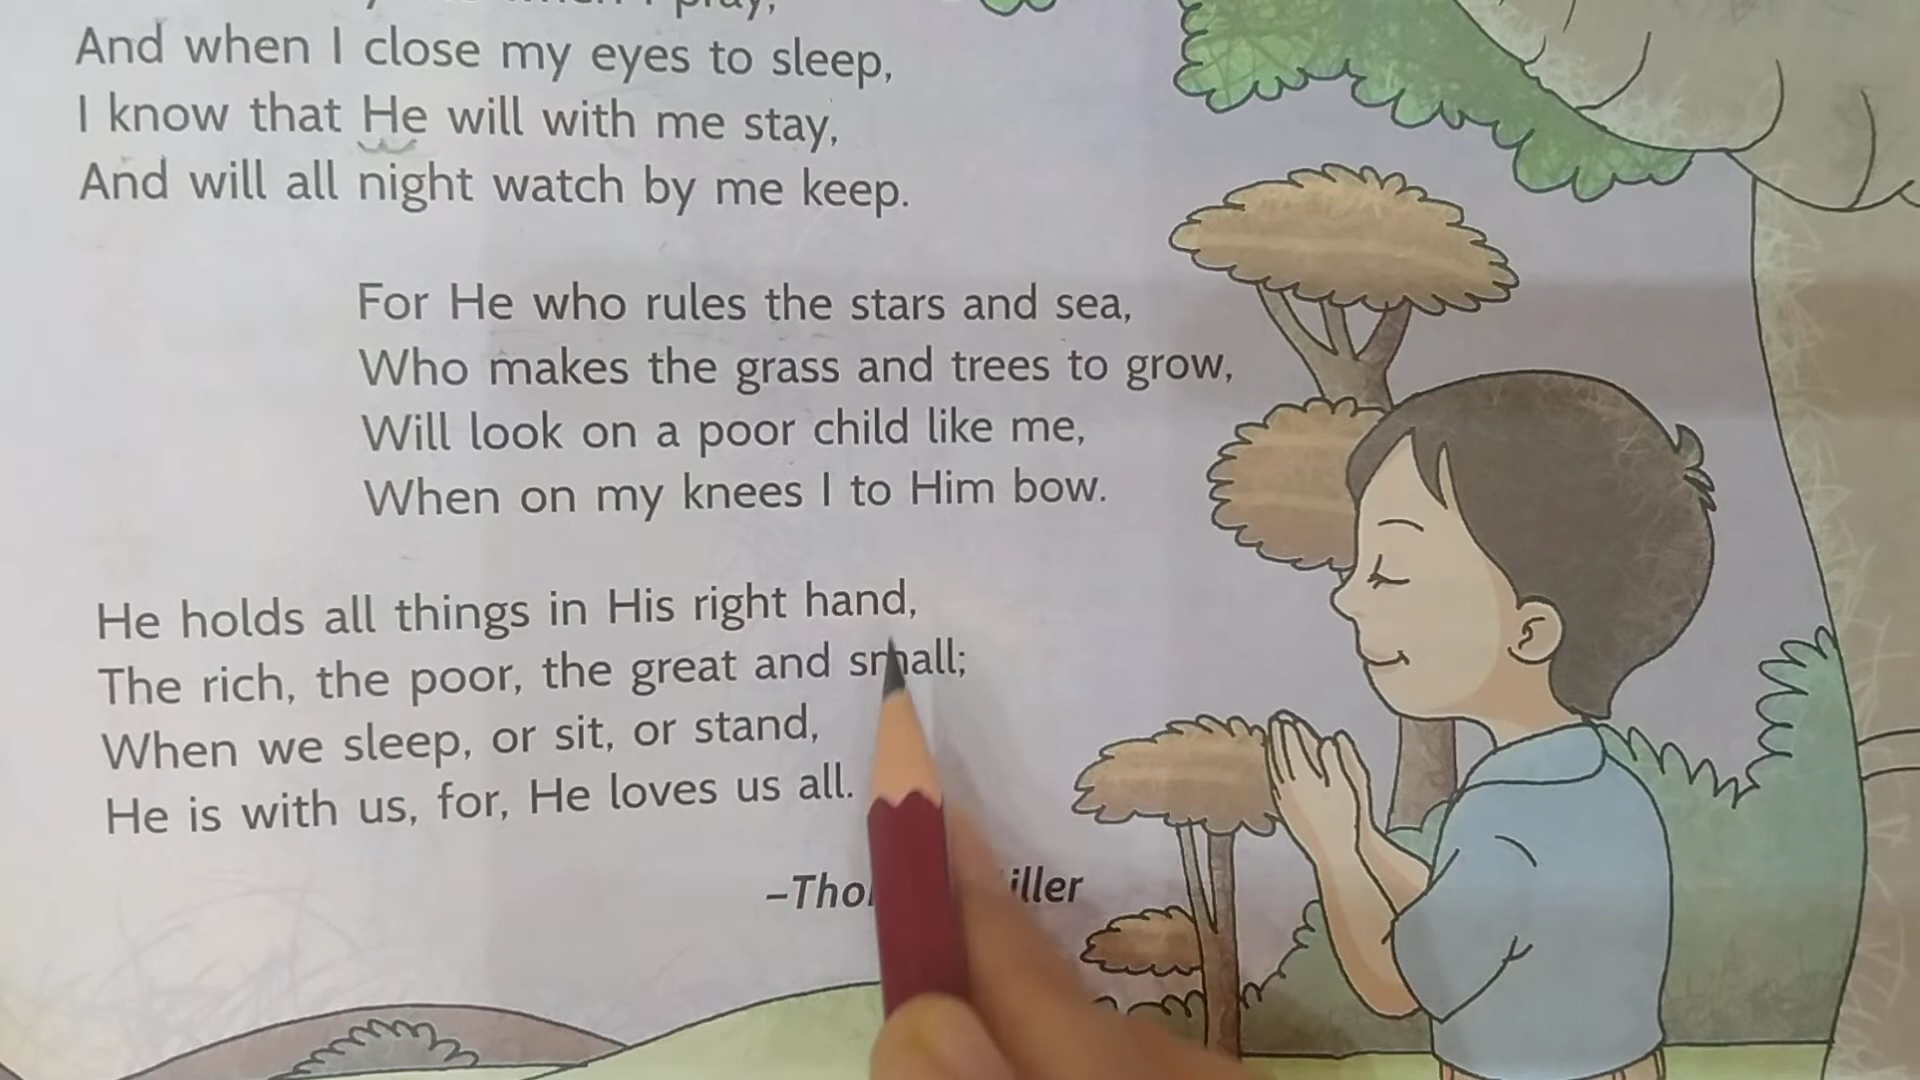 when I pray,
And when I close my eyes to sleep,
I know that He will with me stay,
And will all night watch by me keep.
For He who rules the stars and sea,
Who makes the grass and trees to grow,
Will look on a poor child like me,
When on my knees I to Him bow.
He holds all things in His right hand,
The rich, the poor, the great and small;
When we sleep, or sit, or stand,
He is with us, for, He loves us all.